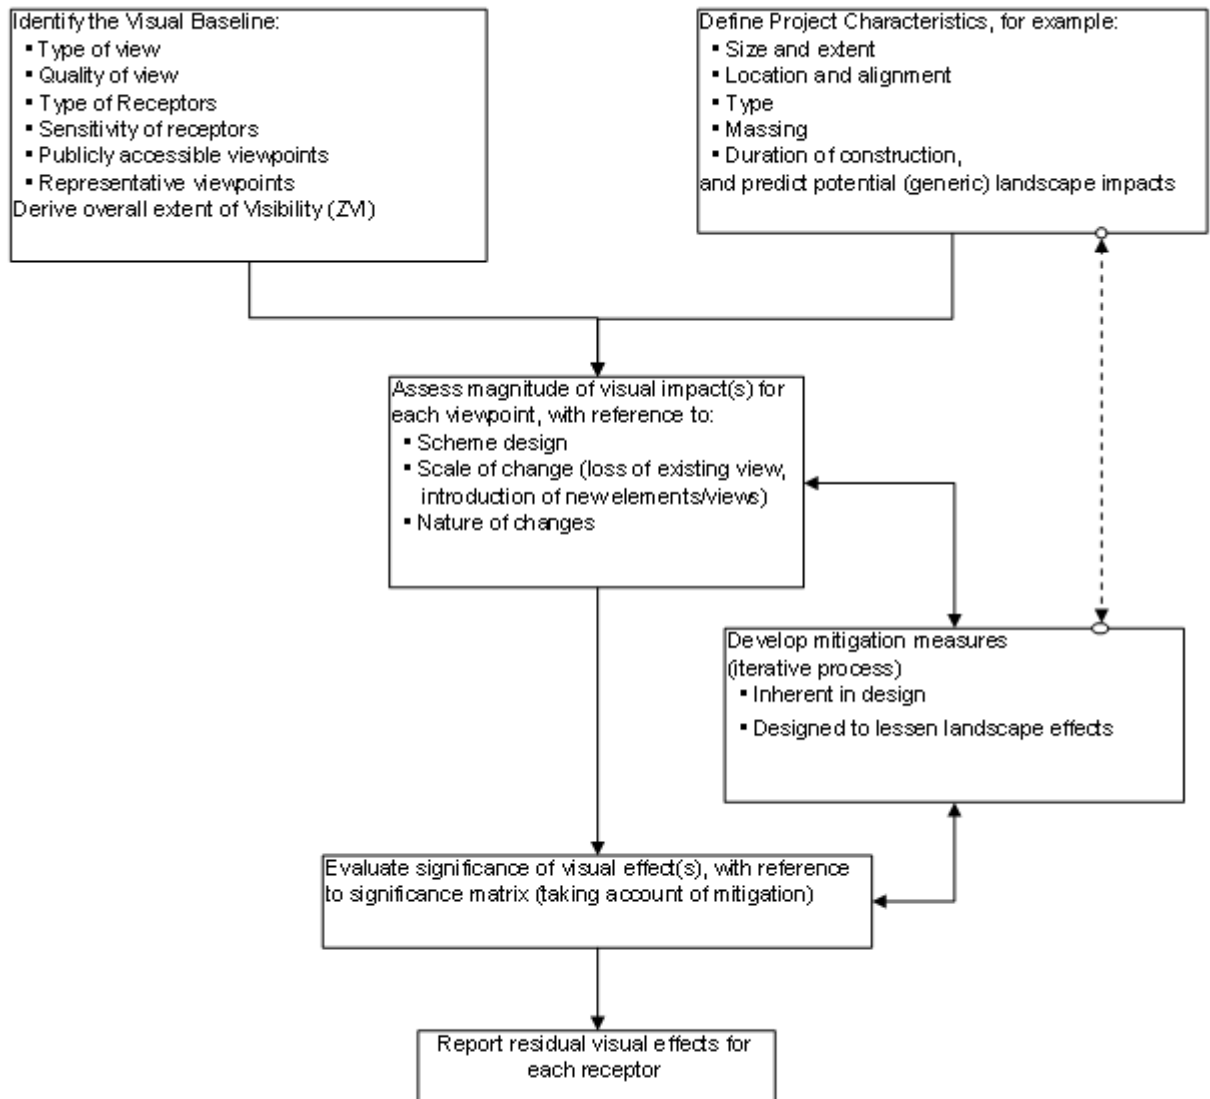 Identify the Visual Baseline:
▪ Type of view
▪ Quality of view
▪ Type of Receptors
▪ Sensitivity of receptors
▪ Publicly accessible viewpoints
▪ Representative viewpoints
Derive overall extent of Visibility (ZVI)
Define Project Characteristics, for example:
▪ Size and extent
▪ Location and alignment
▪ Type
▪ Massing
▪ Duration of construction,
and predict potential (generic) landscape impacts
Assess magnitude of visual impact(s) for
each viewpoint, with reference to:
▪ Scheme design
▪ Scale of change (loss of existing view,
introduction of new elements/views)
▪ Nature of changes
Develop mitigation measures
(iterative process)
▪ Inherent in design
▪ Designed to lessen landscape effects
Evaluate significance of visual effect(s), with reference
to significance matrix (taking account of mitigation)
Report residual visual effects for
each receptor